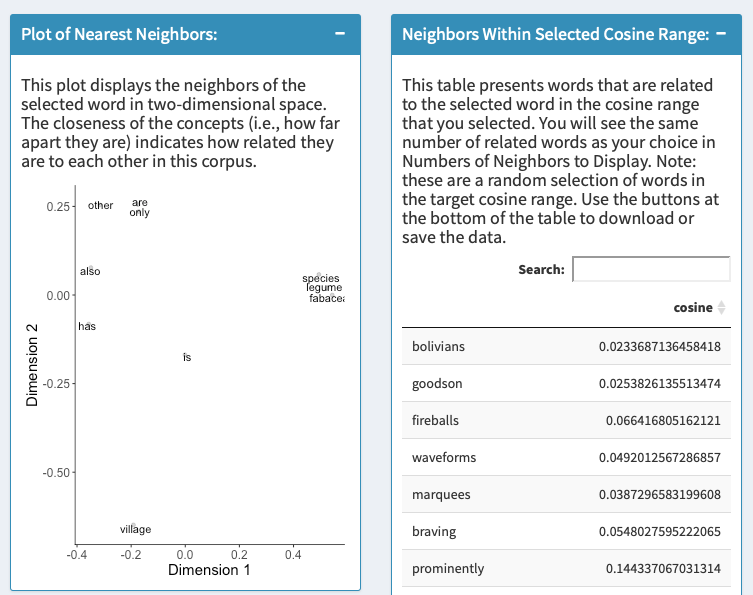 Plot of Nearest Neighbors:
This plot displays the neighbors of the
selected word in two-dimensional space.
The closeness of the concepts (i.e., how far
apart they are) indicates how related they
are to each other in this corpus.
0.25
other
are
only
also
species
legume
fabacea
0.00
has
is
-0.25
-0.50
village
-0.4
-0.2
0.0
0.2
0.4
Dimension 1
Dimension 2
Neighbors Within Selected Cosine Range:
This table presents words that are related
to the selected word in the cosine range
that you selected. You will see the same
number of related words as your choice in
Numbers of Neighbors to Display. Note:
these are a random selection of words in
the target cosine range. Use the buttons at
the bottom of the table to download or
save the data.
Search:
cosine
bolivians 0.0233687136458418
goodson 0.0253826135513474
fireballs 0.066416805162121
waveforms 0.0492012567286857
marquees 0.0387296583199608
braving 0.0548027595222065
prominently 0.144337067031314